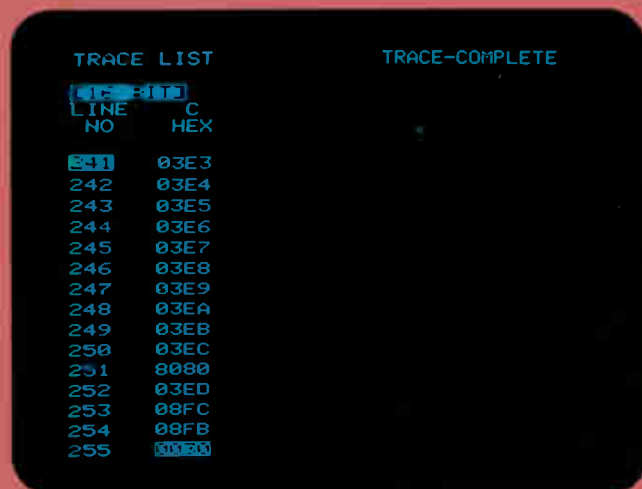 TRACE LIST TRACE-COMPLETE
LINE C
NO HEX
241 03E3
242 03E4
243 03E5
244 03E6
245 03E7
246 03E8
247 03E9
248 03EA
249 03EB
250 03EC
251 8080
252 03ED
253 08FC
254 08FB
255